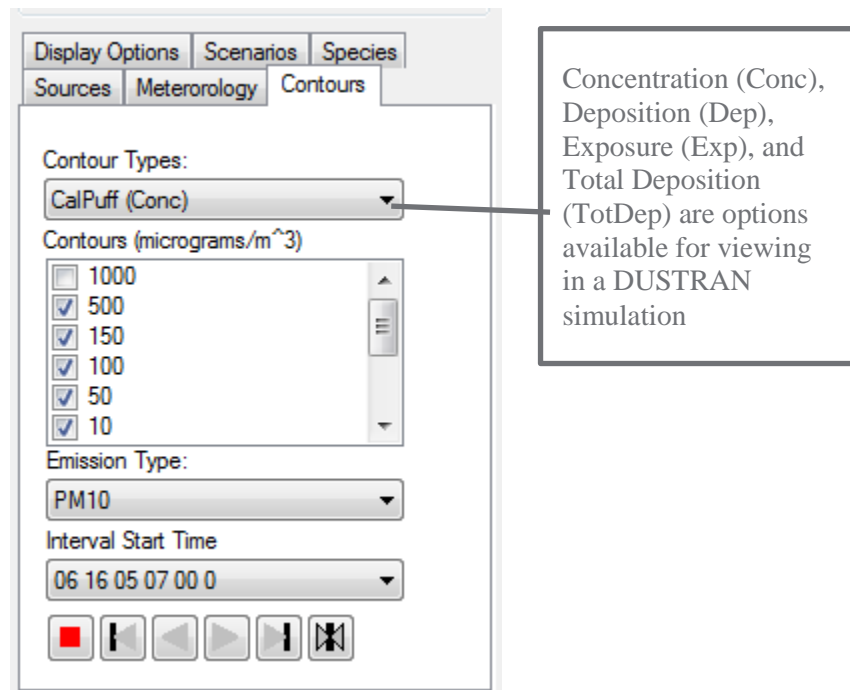 Display Options Scenarios Species
Sources Meterorology Contours
Contour Types:
CalPuff (Conc)
Contours (micrograms/m^3)
1000
500
150
100
50
10
Emission Type:
PM10
Interval Start Time
06 16 05 07 00 0
Concentration (Conc),
Deposition (Dep),
Exposure (Exp), and
Total Deposition
(TotDep) are options
available for viewing
in a DUSTRAN
simulation